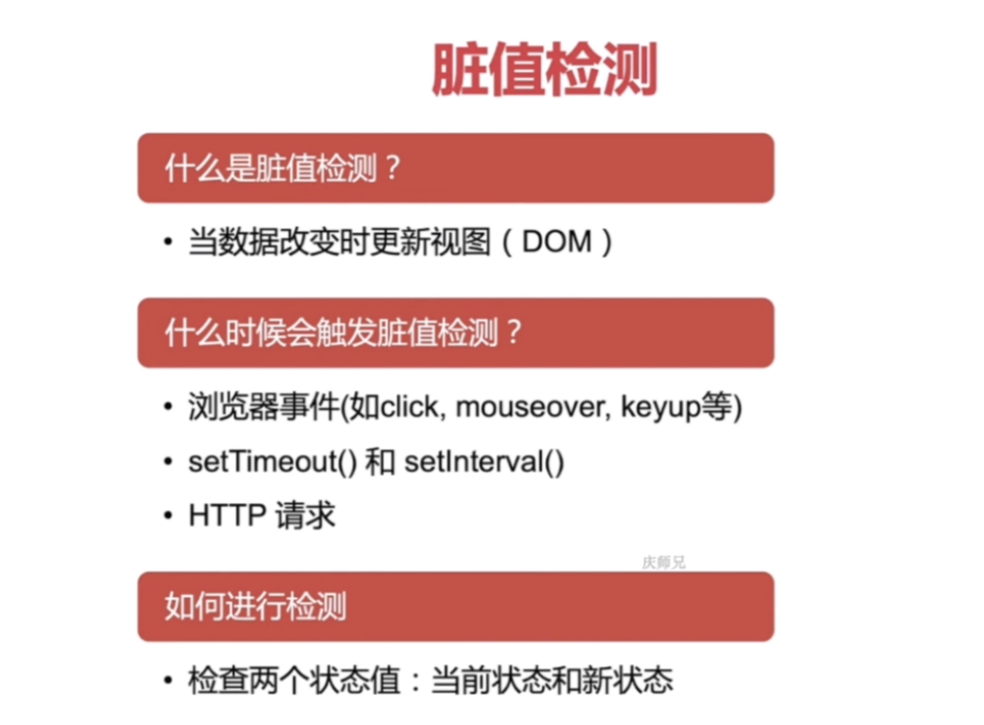 脏值检测
什么是脏值检测？
• 当数据改变时更新视图（DOM）
什么时候会触发脏值检测？
• 浏览器事件(如click, mouseover, keyup等)
• setTimeout() 和 setInterval()
• HTTP 请求
庆师兄
如何进行检测
• 检查两个状态值：当前状态和新状态